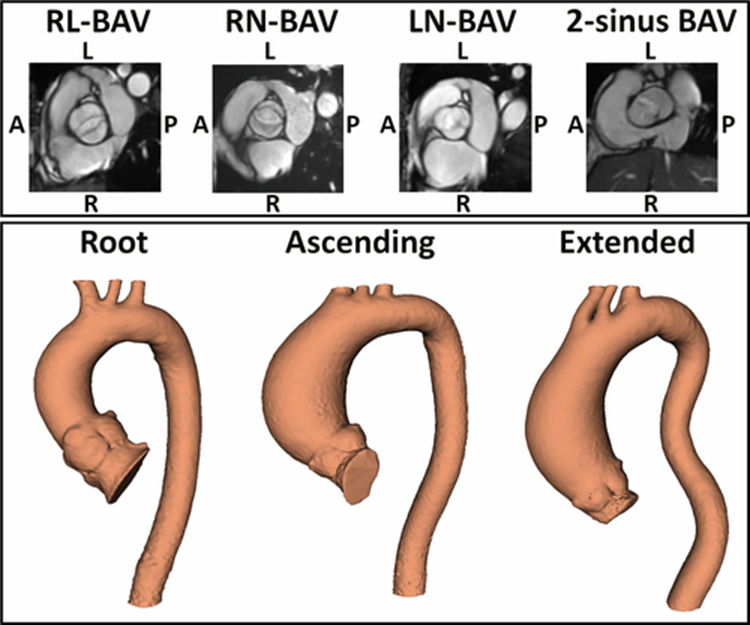 RL-BAV RN-BAV LN-BAV 2-sinus BAV
L L L L
A P A P A P A P
R R R R
Root Ascending Extended